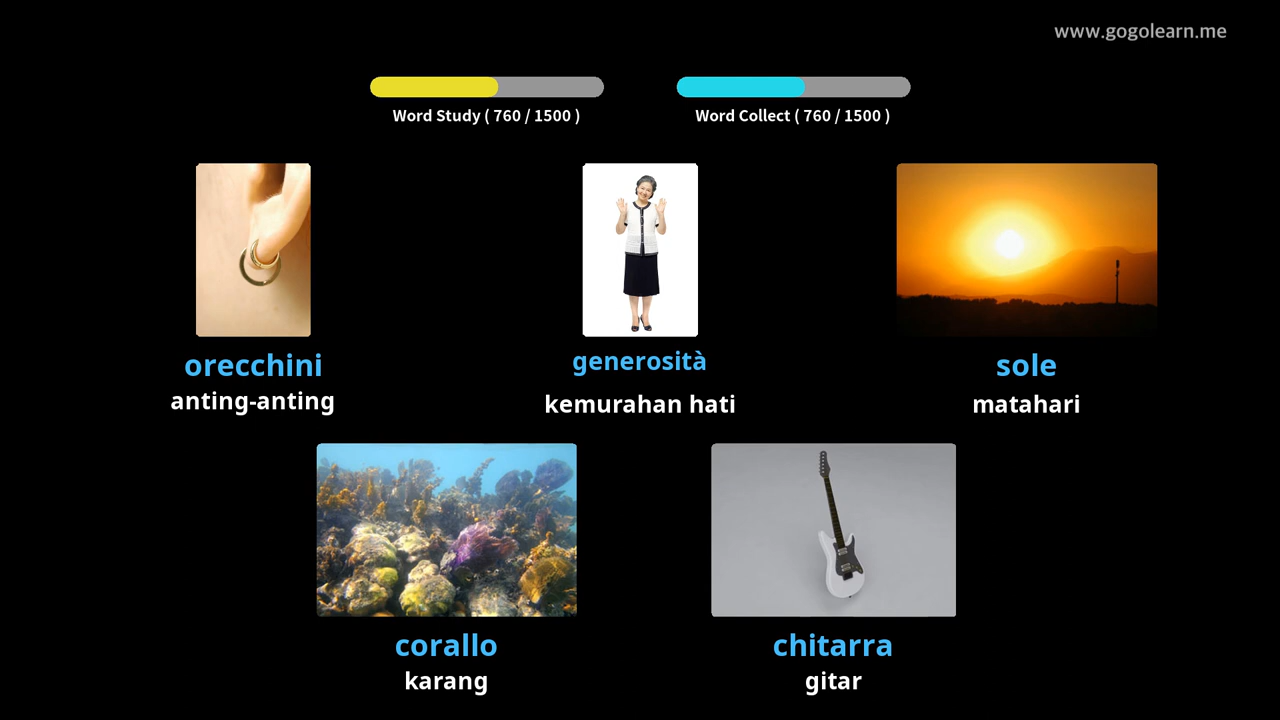 www.gogolearn.me
Word Study ( 760 / 1500 )
Word Collect ( 760 / 1500 )
orecchini
anting-anting
generosità
kemurahan hati
sole
matahari
corallo
karang
chitarra
gitar